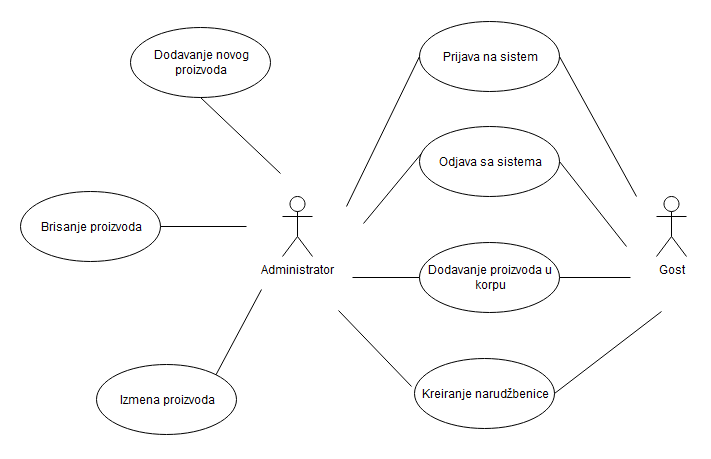 Dodavanje novog
proizvoda
Prijava na sistem
Odjava sa sistema
Brisanje proizvoda
Administrator
Dodavanje proizvoda u
korpu
Gost
Izmena proizvoda
Kreiranje narudžbenice